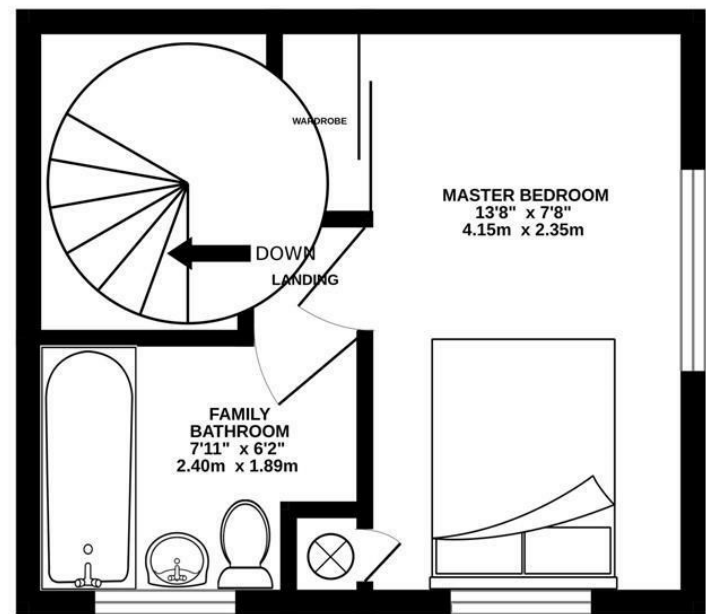 WARDROBE
MASTER BEDROOM
13'8" x 7'8"
4.15m x 2.35m
DOWN
LANDING
FAMILY
BATHROOM
7'11" x 6'2"
2.40m x 1.89m